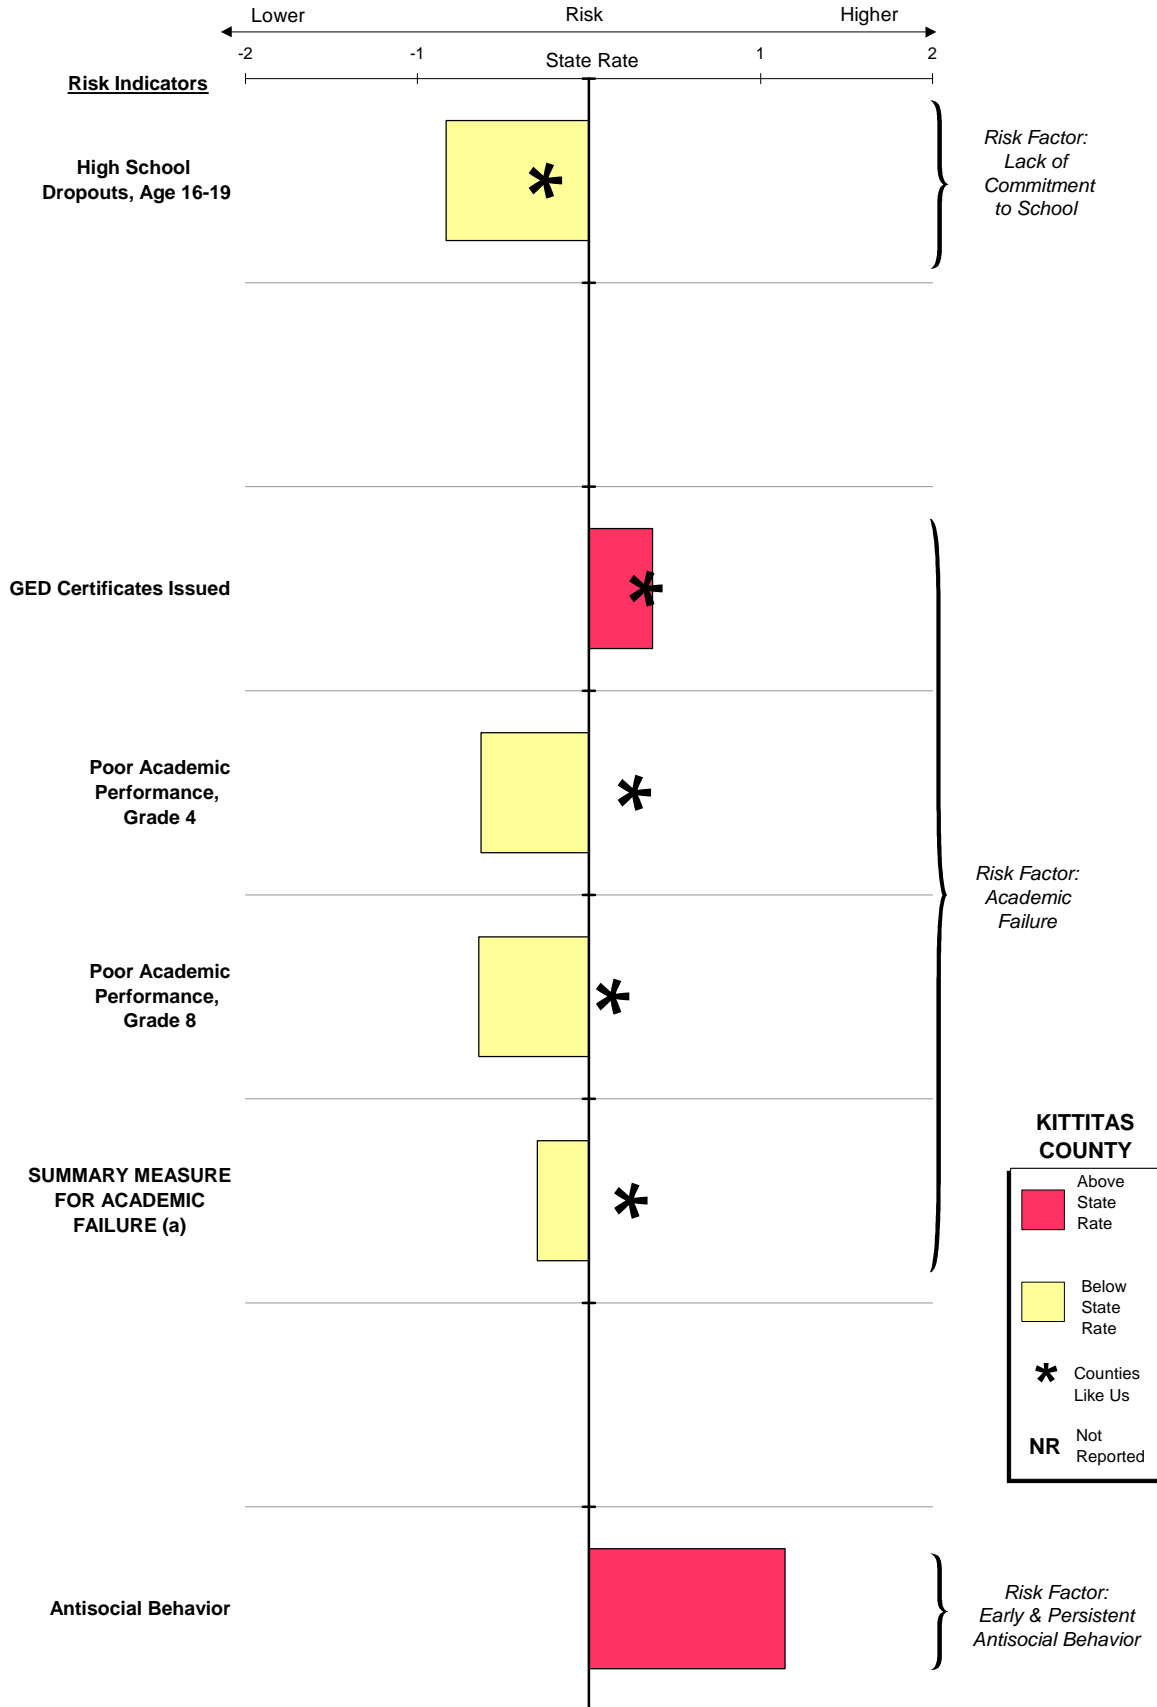 Lower Risk Higher
-2 -1 State Rate 1 2
Risk Indicators
High School
Dropouts, Age 16-19
*
Risk Factor:
Lack of
Commitment
to School
GED Certificates Issued
*
Poor Academic
Performance,
Grade 4
*
Risk Factor:
Academic
Failure
Poor Academic
Performance,
Grade 8
*
SUMMARY MEASURE
FOR ACADEMIC
FAILURE (a)
*
KITTITAS
COUNTY
Above
State
Rate
Below
State
Rate
* Counties
Like Us
NR Not
Reported
Antisocial Behavior
Risk Factor:
Early & Persistent
Antisocial Behavior